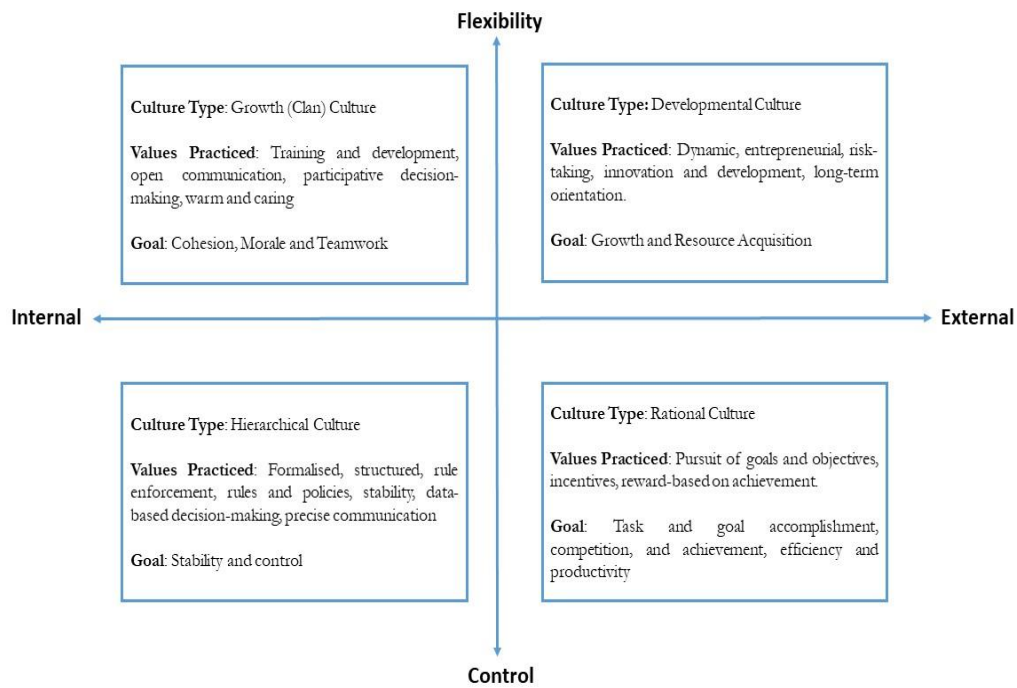 Flexibility
Culture Type: Growth (Clan) Culture
Values Practiced: Training and development,
open communication, participative decision-
making, warm and caring
Goal: Cohesion, Morale and Teamwork
Culture Type: Developmental Culture
Values Practiced: Dynamic, entrepreneurial, risk-
taking, innovation and development, long-term
orientation.
Goal: Growth and Resource Acquisition
Internal
External
Culture Type: Hierarchical Culture
Values Practiced: Formalised, structured, rule
enforcement, rules and policies, stability, data-
based decision-making, precise communication
Goal: Stability and control
Culture Type: Rational Culture
Values Practiced: Pursuit of goals and objectives,
incentives, reward-based on achievement.
Goal: Task and goal accomplishment,
competition, and achievement, efficiency and
productivity
Control